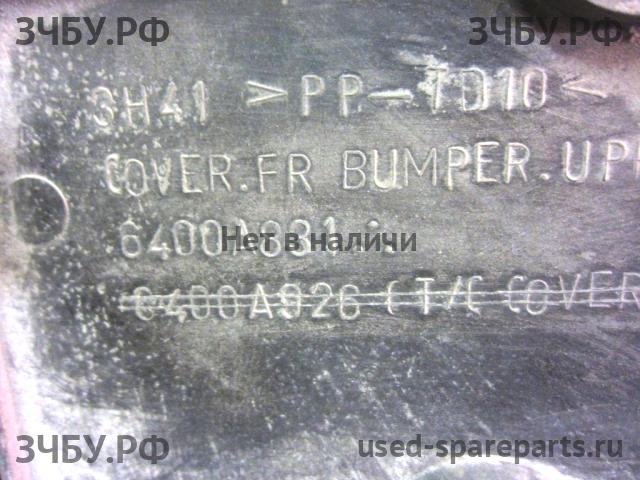 ЗЧБУ.РФ ЗЧБУ.РФ
3H41 >PP-TD10<
COVER.FR BUMPER.UP
Нет в наличи
6400A926 (T/C COVER
ЗЧБУ.РФ used-spareparts.ru